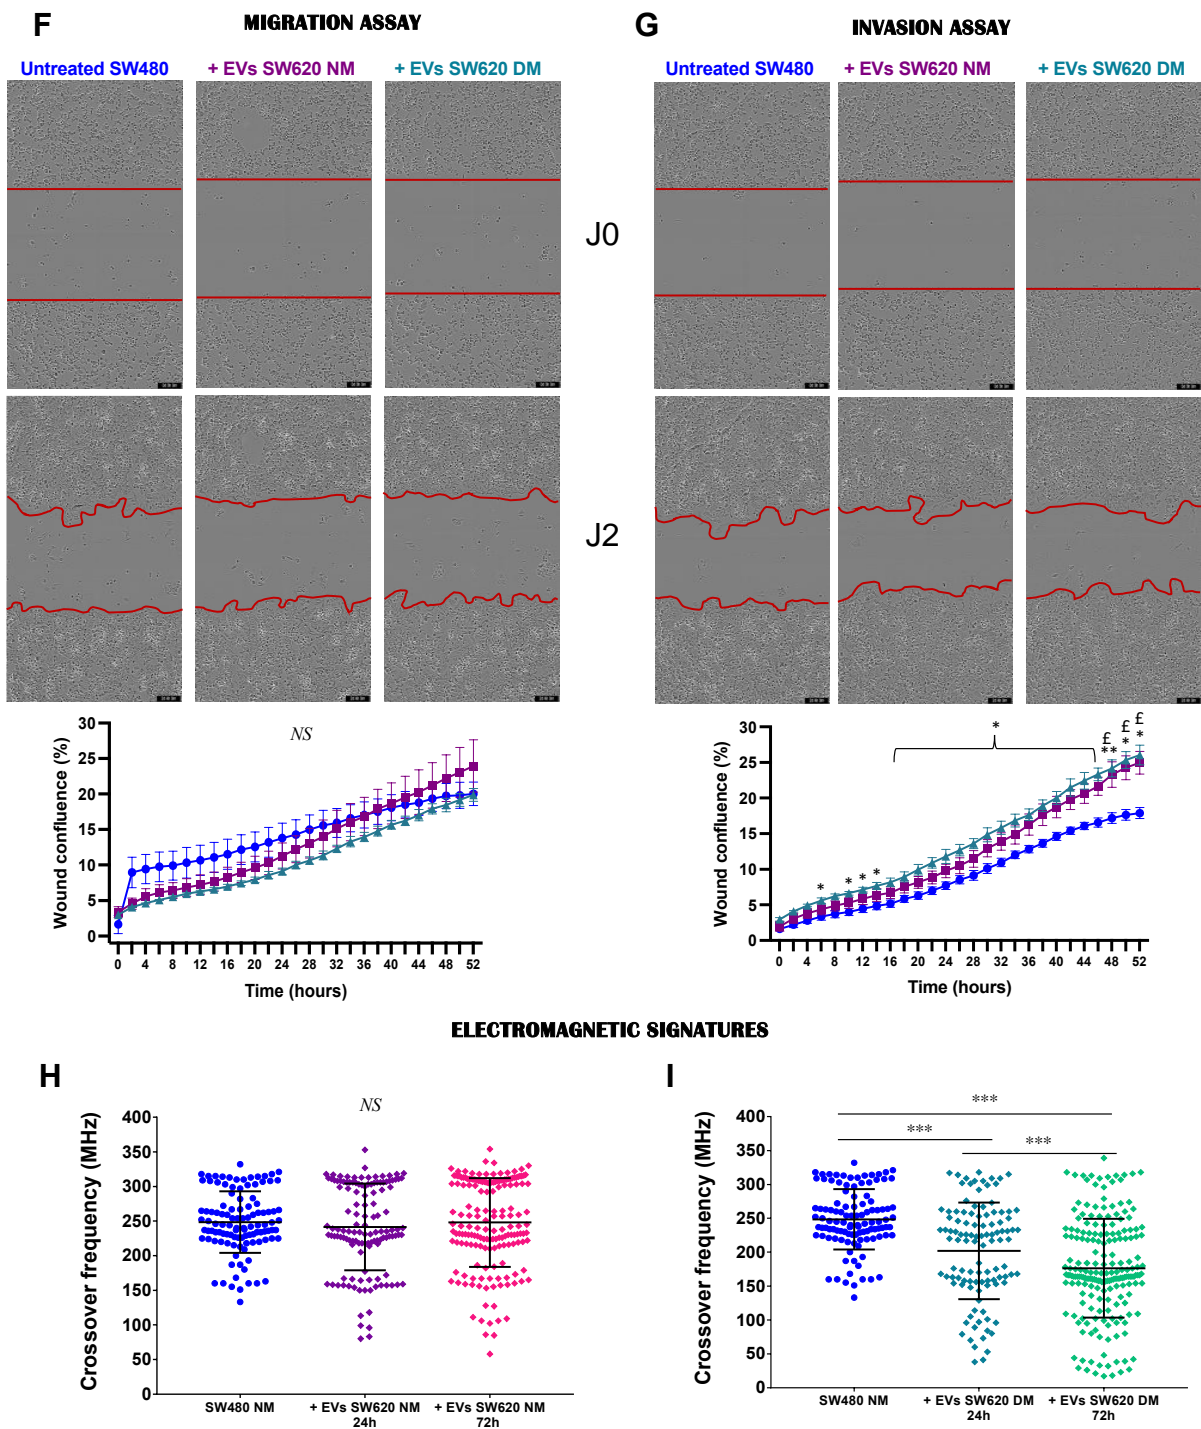 F
MIGRATION ASSAY
Untreated SW480
+ EVs SW620 NM
+ EVs SW620 DM
G
INVASION ASSAY
Untreated SW480
+ EVs SW620 NM
+ EVs SW620 DM
J0
J2
Wound confluence (%)
30
25
20
15
10
5
0
NS
0 4 8 12 16 20 24 28 32 36 40 44 48 52
Time (hours)
Wound confluence (%)
30
25
20
15
10
5
0
* * * *
*
£ £ £
** * *
0 4 8 12 16 20 24 28 32 36 40 44 48 52
Time (hours)
ELECTROMAGNETIC SIGNATURES
H
Crossover frequency (MHz)
400
350
300
250
200
150
100
50
0
NS
SW480 NM
+ EVs SW620 NM
24h
+ EVs SW620 NM
72h
I
Crossover frequency (MHz)
400
350
300
250
200
150
100
50
0
***
***
***
SW480 NM
+ EVs SW620 DM
24h
+ EVs SW620 DM
72h